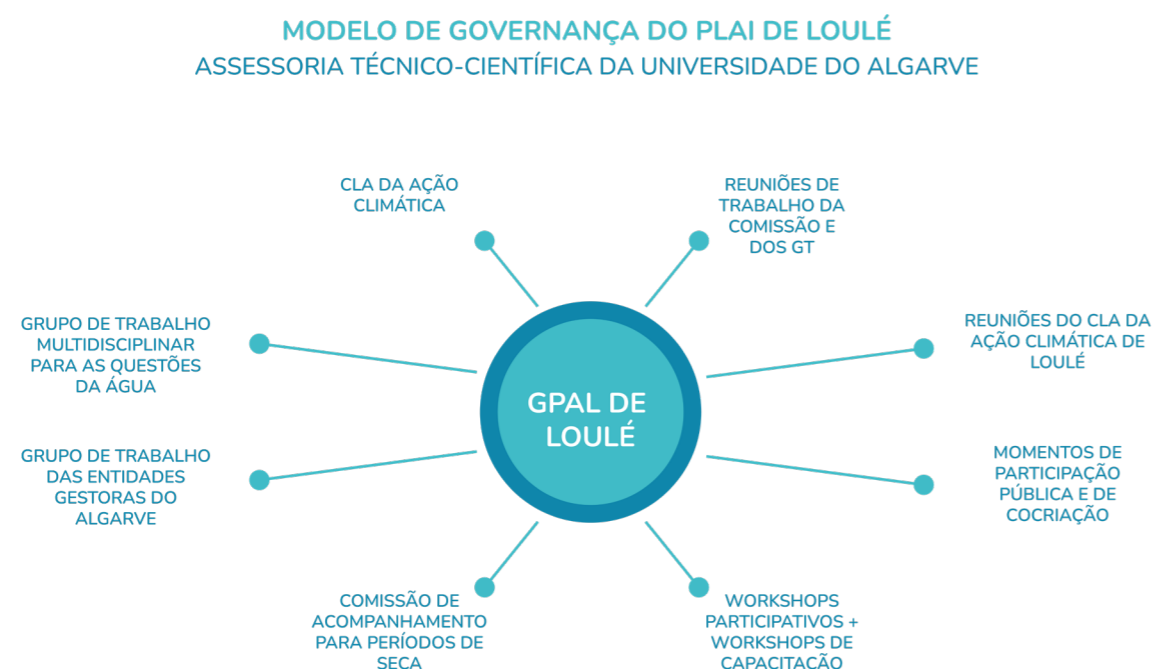 MODELO DE GOVERNANÇA DO PLAI DE LOULÉ
ASSESSORIA TÉCNICO-CIENTÍFICA DA UNIVERSIDADE DO ALGARVE
CLA DA AÇÃO
CLIMÁTICA
REUNIÕES DE
TRABALHO DA
COMISSÃO E
DOS GT
GRUPO DE TRABALHO
MULTIDISCIPLINAR
PARA AS QUESTÕES
DA ÁGUA
REUNIÕES DO CLA DA
AÇÃO CLIMÁTICA DE
LOULÉ
GPAL DE
LOULÉ
GRUPO DE TRABALHO
DAS ENTIDADES
GESTORAS DO
ALGARVE
MOMENTOS DE
PARTICIPAÇÃO
PÚBLICA E DE
COCRIAÇÃO
COMISSÃO DE
ACOMPANHAMENTO
PARA PERÍODOS DE
SECA
WORKSHOPS
PARTICIPATIVOS +
WORKSHOPS DE
CAPACITAÇÃO